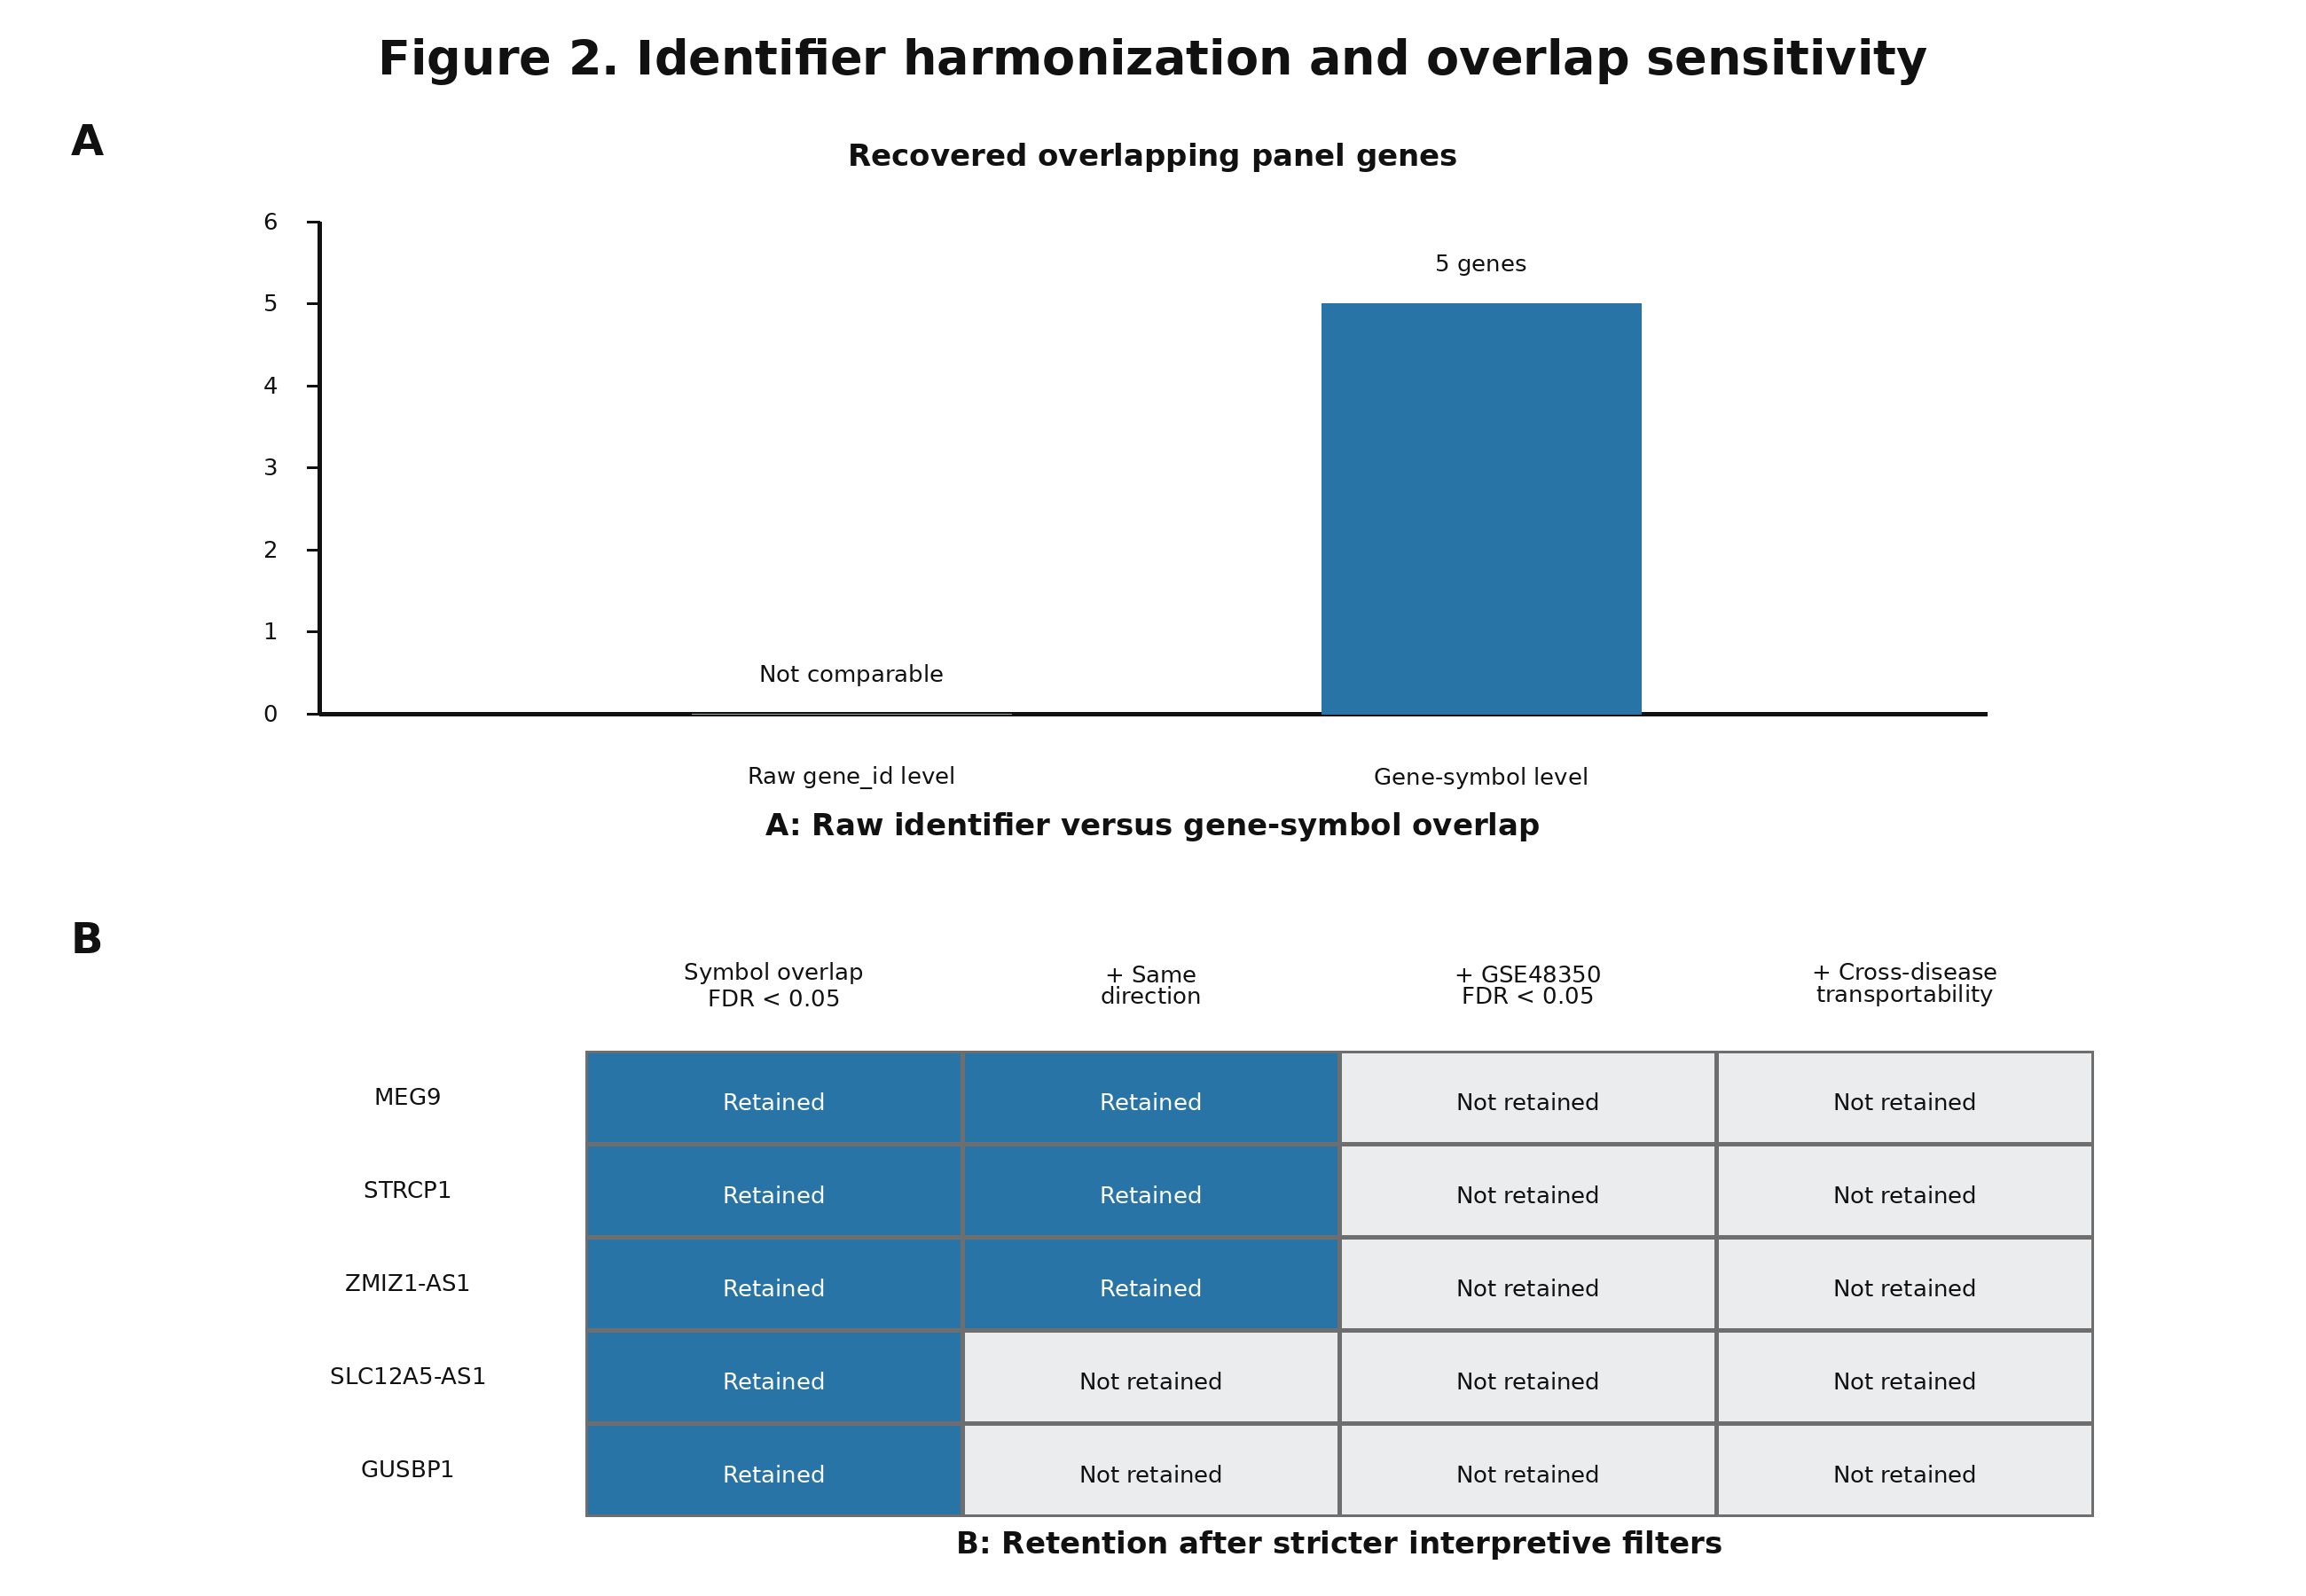 Figure 2. Identifier harmonization and overlap sensitivity
A
Recovered overlapping panel genes
6
5
4
3
2
1
0
5 genes
Not comparable
Raw gene_id level
Gene-symbol level
A: Raw identifier versus gene-symbol overlap
B
Symbol overlap
FDR < 0.05
+ Same
direction
+ GSE48350
FDR < 0.05
+ Cross-disease
transportability
MEG9 Retained Retained Not retained Not retained
STRCP1 Retained Retained Not retained Not retained
ZMIZ1-AS1 Retained Retained Not retained Not retained
SLC12A5-AS1 Retained Not retained Not retained Not retained
GUSBP1 Retained Not retained Not retained Not retained
B: Retention after stricter interpretive filters